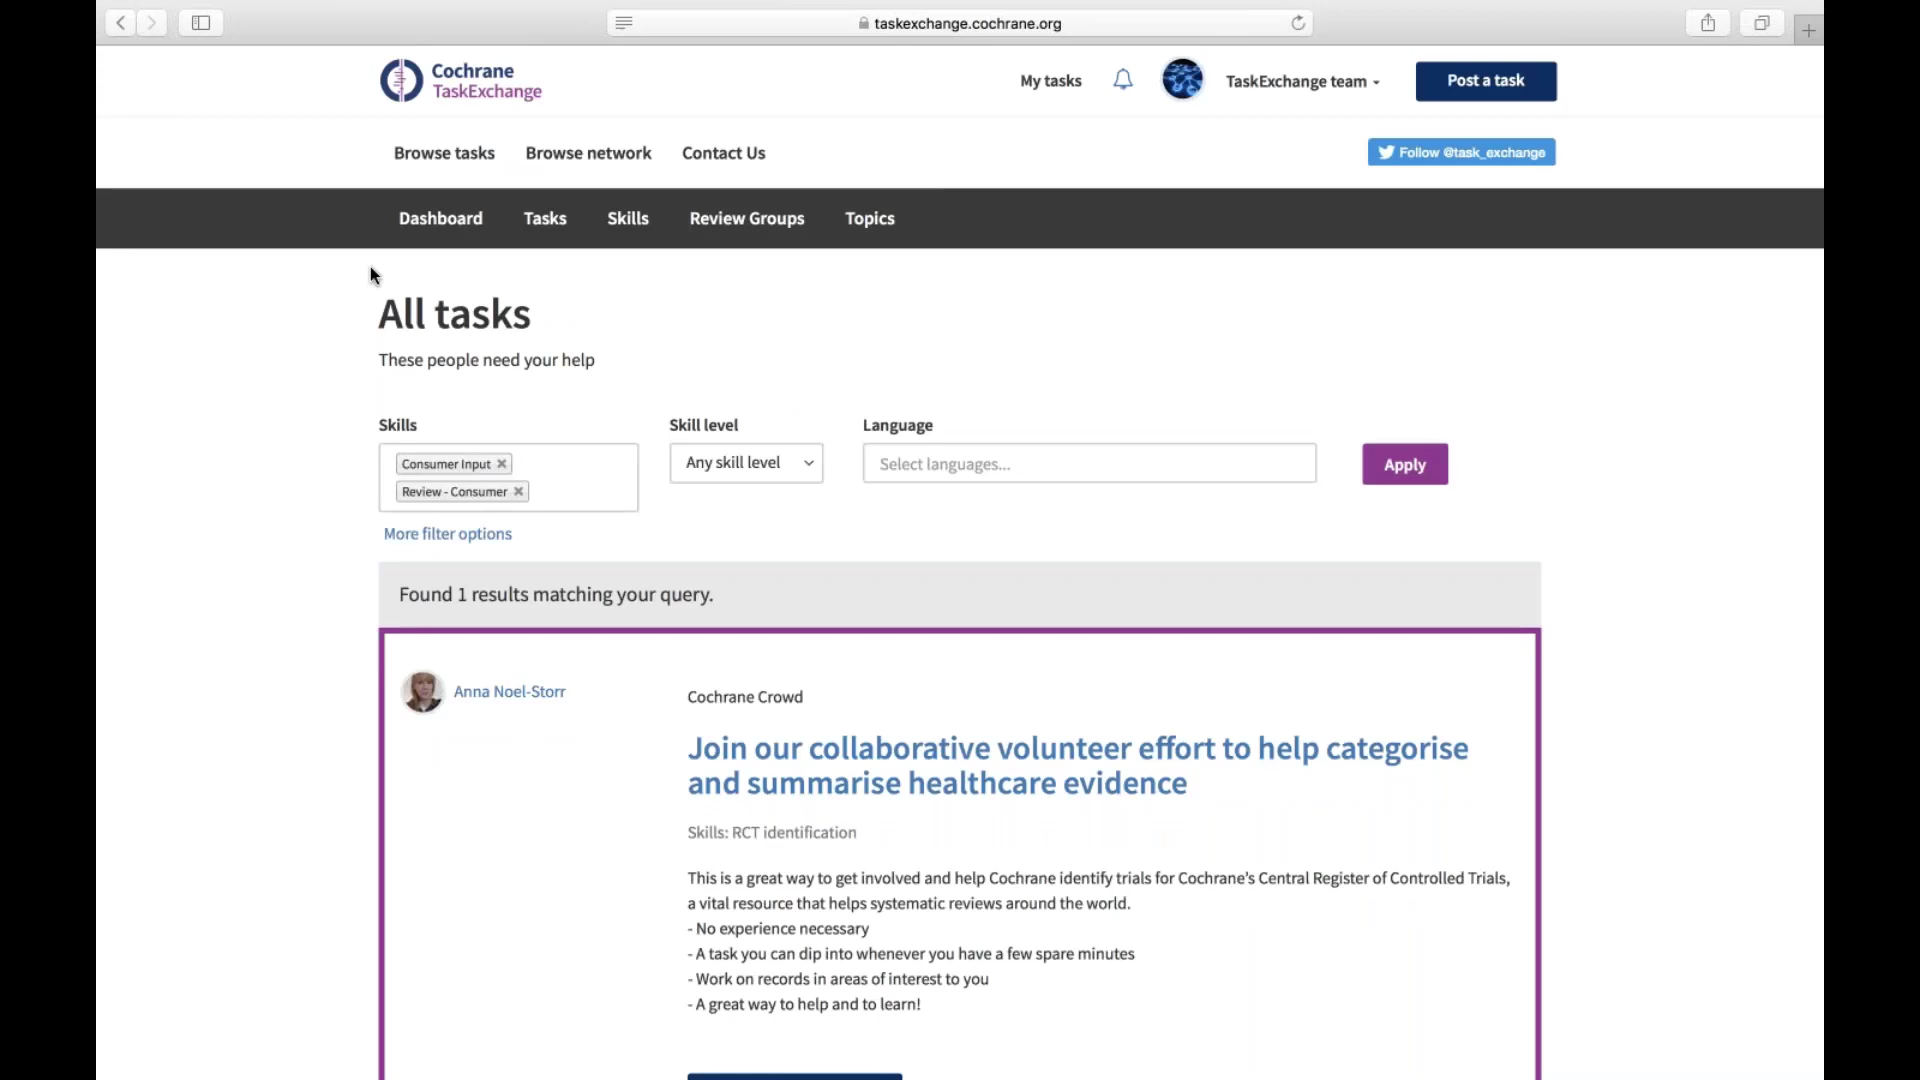 taskexchange.cochrane.org
Cochrane
TaskExchange
My tasks
TaskExchange team
Post a task
Browse tasks
Browse network
Contact Us
Follow @task_exchange
Dashboard
Tasks
Skills
Review Groups
Topics
All tasks
These people need your help
Skills
Skill level
Language
Consumer Input
Review - Consumer
Any skill level
Select languages...
Apply
More filter options
Found 1 results matching your query.
Anna Noel-Storr
Cochrane Crowd
Join our collaborative volunteer effort to help categorise
and summarise healthcare evidence
Skills: RCT identification
This is a great way to get involved and help Cochrane identify trials for Cochrane's Central Register of Controlled Trials,
a vital resource that helps systematic reviews around the world.
- No experience necessary
- A task you can dip into whenever you have a few spare minutes
- Work on records in areas of interest to you
- A great way to help and to learn!